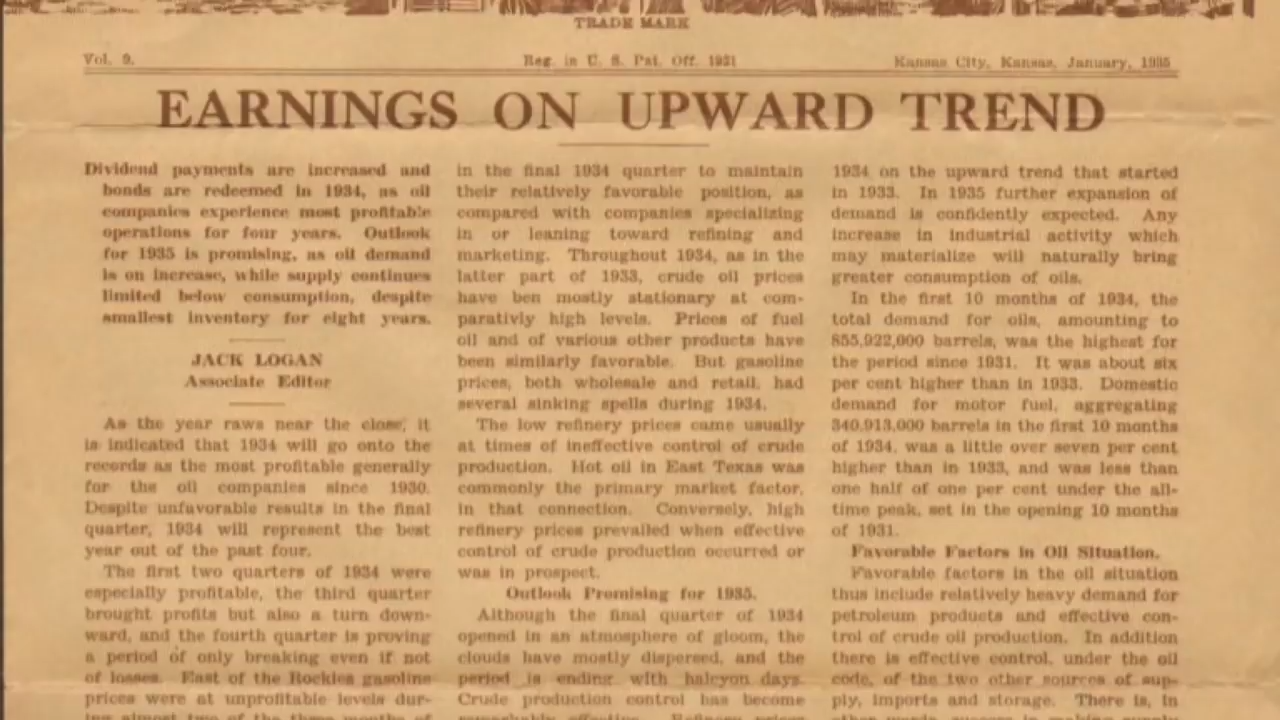 TRADE MARK
Vol. 9.
Reg. in U. S. Pat. Off. 1921
Kansas City, Kansas, January, 1935
EARNINGS ON UPWARD TREND
Dividend payments are increased and
bonds are redeemed in 1934, as oil
companies experience most profitable
operations for four years. Outlook
for 1935 is promising, as oil demand
is on increase, while supply continues
limited below consumption, despite
smallest inventory for eight years.
JACK LOGAN
Associate Editor
As the year raws near the close, it
is indicated that 1934 will go onto the
records as the most profitable generally
for the oil companies since 1930.
Despite unfavorable results in the final
quarter, 1934 will represent the best
year out of the past four.
The first two quarters of 1934 were
especially profitable, the third quarter
brought profits but also a turn down-
ward, and the fourth quarter is proving
a period of only breaking even if not
of losses. East of the Rockies gasoline
prices were at unprofitable levels dur-
ing almost two of the three months of
in the final 1934 quarter to maintain
their relatively favorable position, as
compared with companies specializing
in or leaning toward refining and
marketing. Throughout 1934, as in the
latter part of 1933, crude oil prices
have ben mostly stationary at com-
parativly high levels. Prices of fuel
oil and of various other products have
been similarly favorable. But gasoline
prices, both wholesale and retail, had
several sinking spells during 1934.
The low refinery prices came usually
at times of ineffective control of crude
production. Hot oil in East Texas was
commonly the primary market factor,
in that connection. Conversely, high
refinery prices prevailed when effective
control of crude production occurred or
was in prospect.
Outlook Promising for 1935.
Although the final quarter of 1934
opened in an atmosphere of gloom, the
clouds have mostly dispersed, and the
period is ending with halcyon days.
Crude production control has become
remarkably effective. Refinery prices
1934 on the upward trend that started
in 1933. In 1935 further expansion of
demand is confidently expected. Any
increase in industrial activity which
may materialize will naturally bring
greater consumption of oils.
In the first 10 months of 1934, the
total demand for oils, amounting to
855,922,000 barrels, was the highest for
the period since 1931. It was about six
per cent higher than in 1933. Domestic
demand for motor fuel, aggregating
340,913,000 barrels in the first 10 months
of 1934, was a little over seven per cent
higher than in 1933, and was less than
one half of one per cent under the all-
time peak, set in the opening 10 months
of 1931.
Favorable Factors in Oil Situation.
Favorable factors in the oil situation
thus include relatively heavy demand for
petroleum products and effective con-
trol of crude oil production. In addition
there is effective control, under the oil
code, of the two other sources of sup-
ply, imports and storage. There is, in
other words, success in making supply